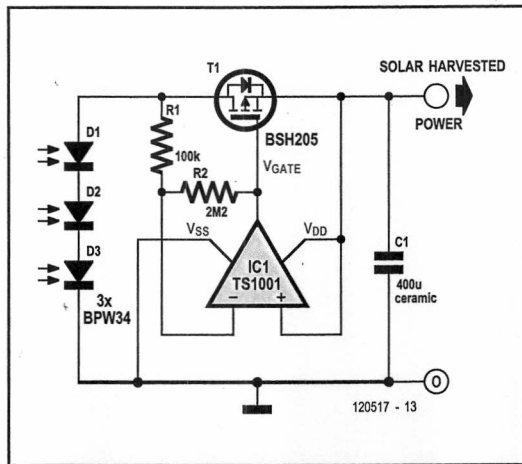 T1
SOLAR HARVESTED
POWER
BSH205
R1
100k
D1
VGATE
R2
2M2
D2
VSS
VDD
D3
IC1
TS1001
C1
400u
ceramic
3x
BPW34
−
+
0
120517 - 13